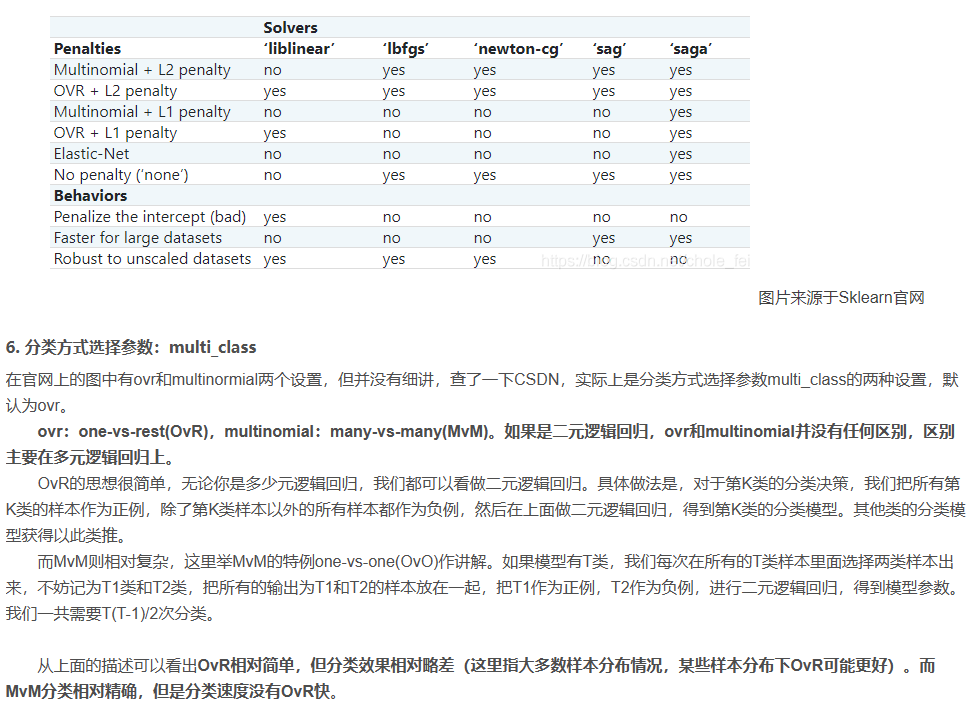 Solvers
Penalties ‘liblinear’ ‘lbfgs’ ‘newton-cg’ ‘sag’ ‘saga’
Multinomial + L2 penalty no yes yes yes yes
OVR + L2 penalty yes yes yes yes yes
Multinomial + L1 penalty no no no no yes
OVR + L1 penalty yes no no no yes
Elastic-Net no no no no yes
No penalty (‘none’) no yes yes yes yes
Behaviors
Penalize the intercept (bad) yes no no no no
Faster for large datasets no no no yes yes
Robust to unscaled datasets yes yes yes no no
图片来源于Sklearn官网
6. 分类方式选择参数：multi_class
在官网上的图中有ovr和multinormial两个设置，但并没有细讲，查了一下CSDN，实际上是分类方式选择参数multi_class的两种设置，默
认为ovr。
ovr：one-vs-rest(OvR)，multinomial：many-vs-many(MvM)。如果是二元逻辑回归，ovr和multinomial并没有任何区别，区别
主要在多元逻辑回归上。
OvR的思想很简单，无论你是多少元逻辑回归，我们都可以看做二元逻辑回归。具体做法是，对于第K类的分类决策，我们把所有第
K类的样本作为正例，除了第K类样本以外的所有样本都作为负例，然后在上面做二元逻辑回归，得到第K类的分类模型。其他类的分类模
型获得以此类推。
而MvM则相对复杂，这里举MvM的特例one-vs-one(OvO)作讲解。如果模型有T类，我们每次在所有的T类样本里面选择两类样本出
来，不妨记为T1类和T2类，把所有的输出为T1和T2的样本放在一起，把T1作为正例，T2作为负例，进行二元逻辑回归，得到模型参数。
我们一共需要T(T-1)/2次分类。
从上面的描述可以看出OvR相对简单，但分类效果相对略差（这里指大多数样本分布情况，某些样本分布下OvR可能更好）。而
MvM分类相对精确，但是分类速度没有OvR快。